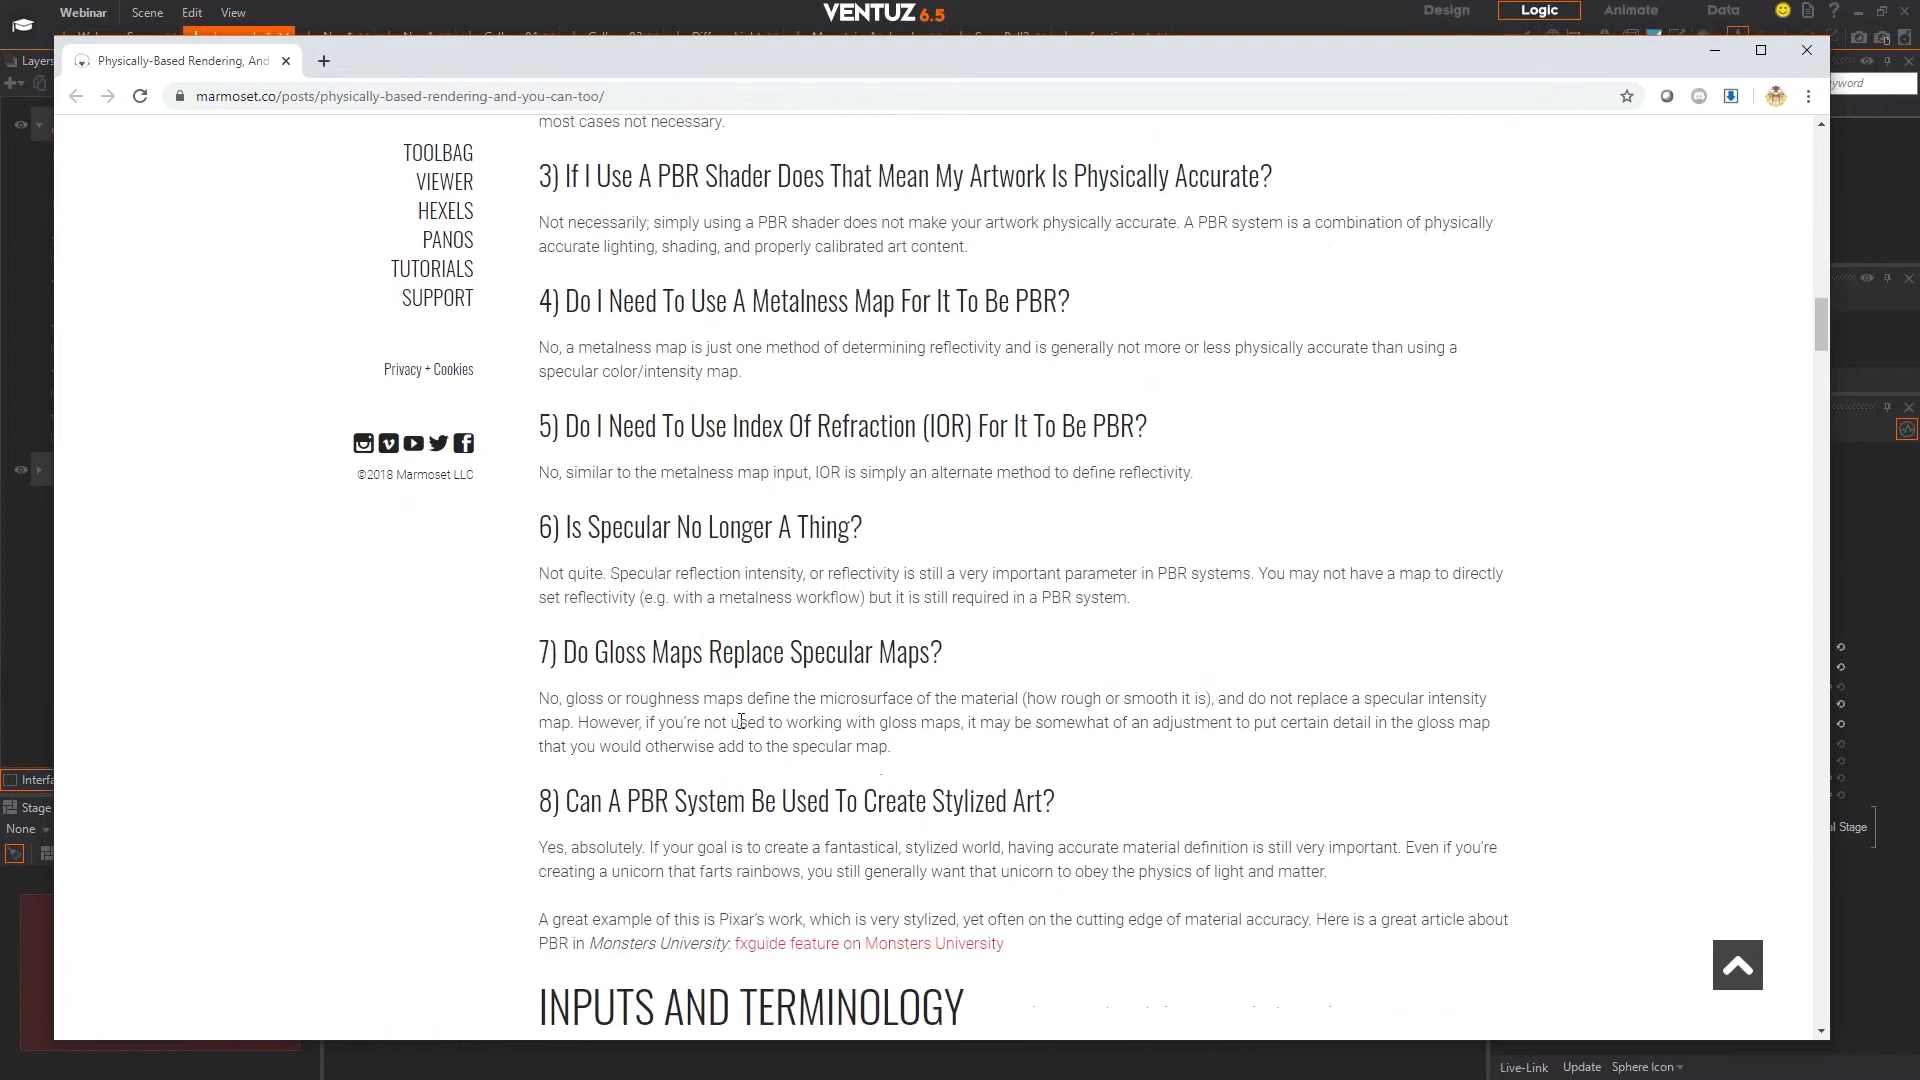 Webinar Scene Edit View VENTUZ 6.5 Design Logic Animate Data
Layers
Physically-Based Rendering, And
marmoset.co/posts/physically-based-rendering-and-you-can-too/
yword
most cases not necessary.
TOOLBAG
VIEWER
HEXELS
PANOS
TUTORIALS
SUPPORT
Privacy + Cookies
©2018 Marmoset LLC
3) If I Use A PBR Shader Does That Mean My Artwork Is Physically Accurate?
Not necessarily; simply using a PBR shader does not make your artwork physically accurate. A PBR system is a combination of physically
accurate lighting, shading, and properly calibrated art content.
4) Do I Need To Use A Metalness Map For It To Be PBR?
No, a metalness map is just one method of determining reflectivity and is generally not more or less physically accurate than using a
specular color/intensity map.
5) Do I Need To Use Index Of Refraction (IOR) For It To Be PBR?
No, similar to the metalness map input, IOR is simply an alternate method to define reflectivity.
6) Is Specular No Longer A Thing?
Not quite. Specular reflection intensity, or reflectivity is still a very important parameter in PBR systems. You may not have a map to directly
set reflectivity (e.g. with a metalness workflow) but it is still required in a PBR system.
7) Do Gloss Maps Replace Specular Maps?
No, gloss or roughness maps define the microsurface of the material (how rough or smooth it is), and do not replace a specular intensity
map. However, if you're not used to working with gloss maps, it may be somewhat of an adjustment to put certain detail in the gloss map
that you would otherwise add to the specular map.
8) Can A PBR System Be Used To Create Stylized Art?
Yes, absolutely. If your goal is to create a fantastical, stylized world, having accurate material definition is still very important. Even if you're
creating a unicorn that farts rainbows, you still generally want that unicorn to obey the physics of light and matter.
A great example of this is Pixar's work, which is very stylized, yet often on the cutting edge of material accuracy. Here is a great article about
PBR in Monsters University: fxguide feature on Monsters University
INPUTS AND TERMINOLOGY
Interfa
Stage
None
al Stage
Live-Link Update Sphere Icon